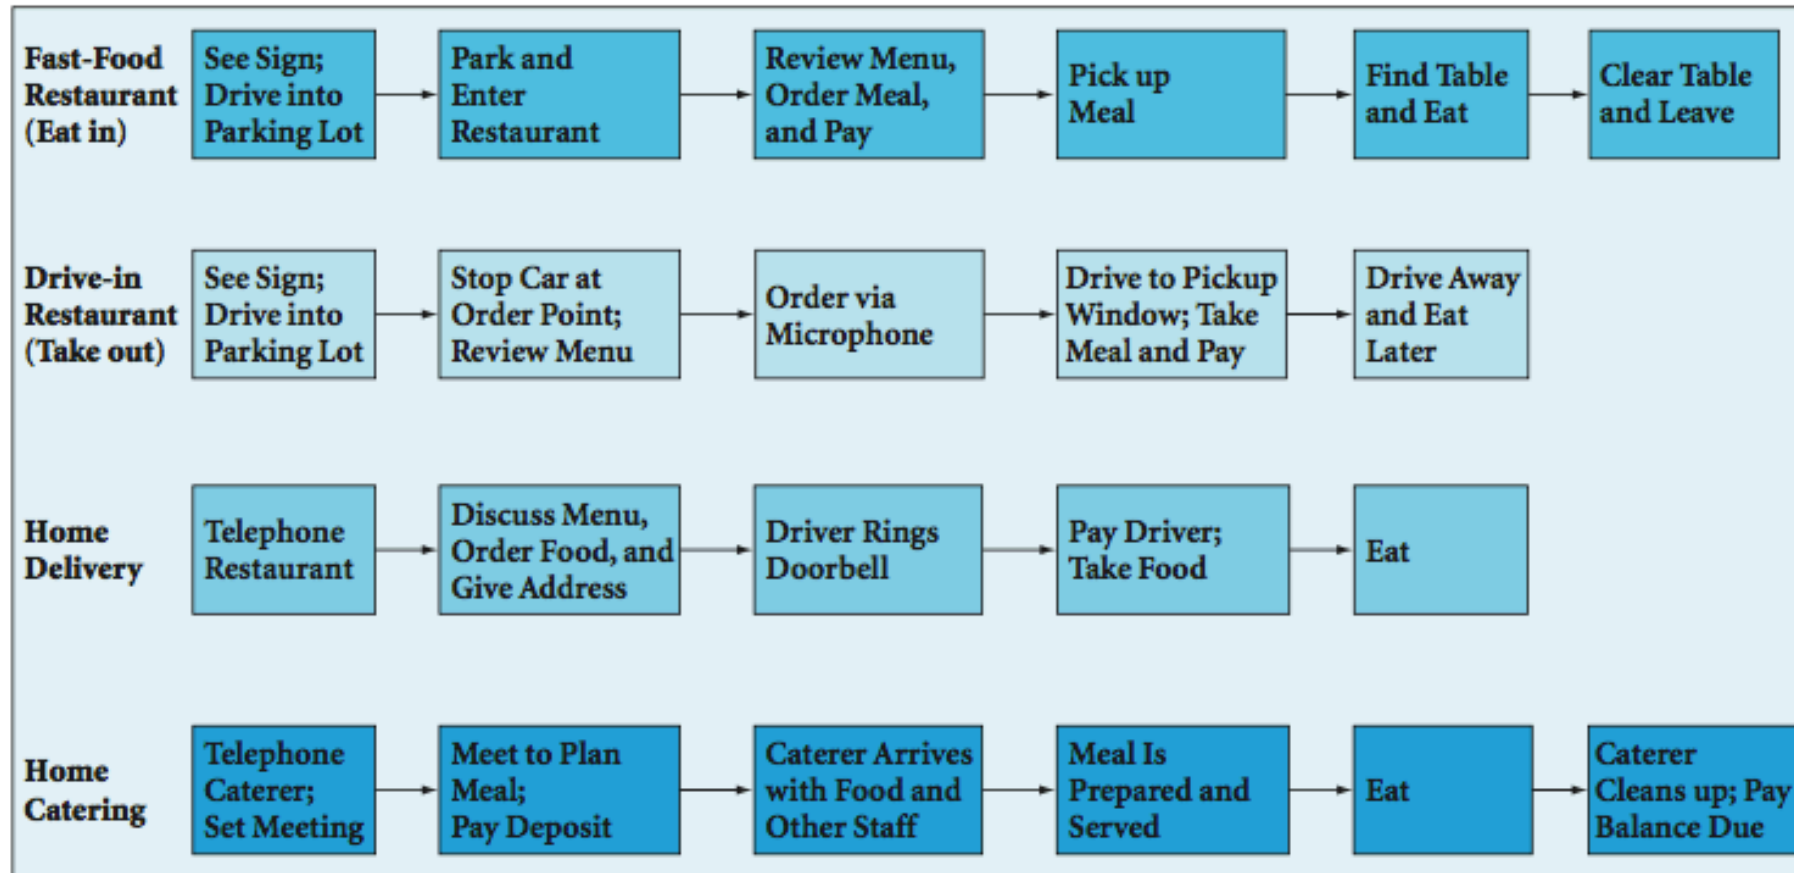 Fast-Food
Restaurant
(Eat in)
See Sign;
Drive into
Parking Lot
Park and
Enter
Restaurant
Review Menu,
Order Meal,
and Pay
Pick up
Meal
Find Table
and Eat
Clear Table
and Leave
Drive-in
Restaurant
(Take out)
See Sign;
Drive into
Parking Lot
Stop Car at
Order Point;
Review Menu
Order via
Microphone
Drive to Pickup
Window; Take
Meal and Pay
Drive Away
and Eat
Later
Home
Delivery
Telephone
Restaurant
Discuss Menu,
Order Food, and
Give Address
Driver Rings
Doorbell
Pay Driver;
Take Food
Eat
Home
Catering
Telephone
Caterer;
Set Meeting
Meet to Plan
Meal;
Pay Deposit
Caterer Arrives
with Food and
Other Staff
Meal Is
Prepared and
Served
Eat
Caterer
Cleans up; Pay
Balance Due